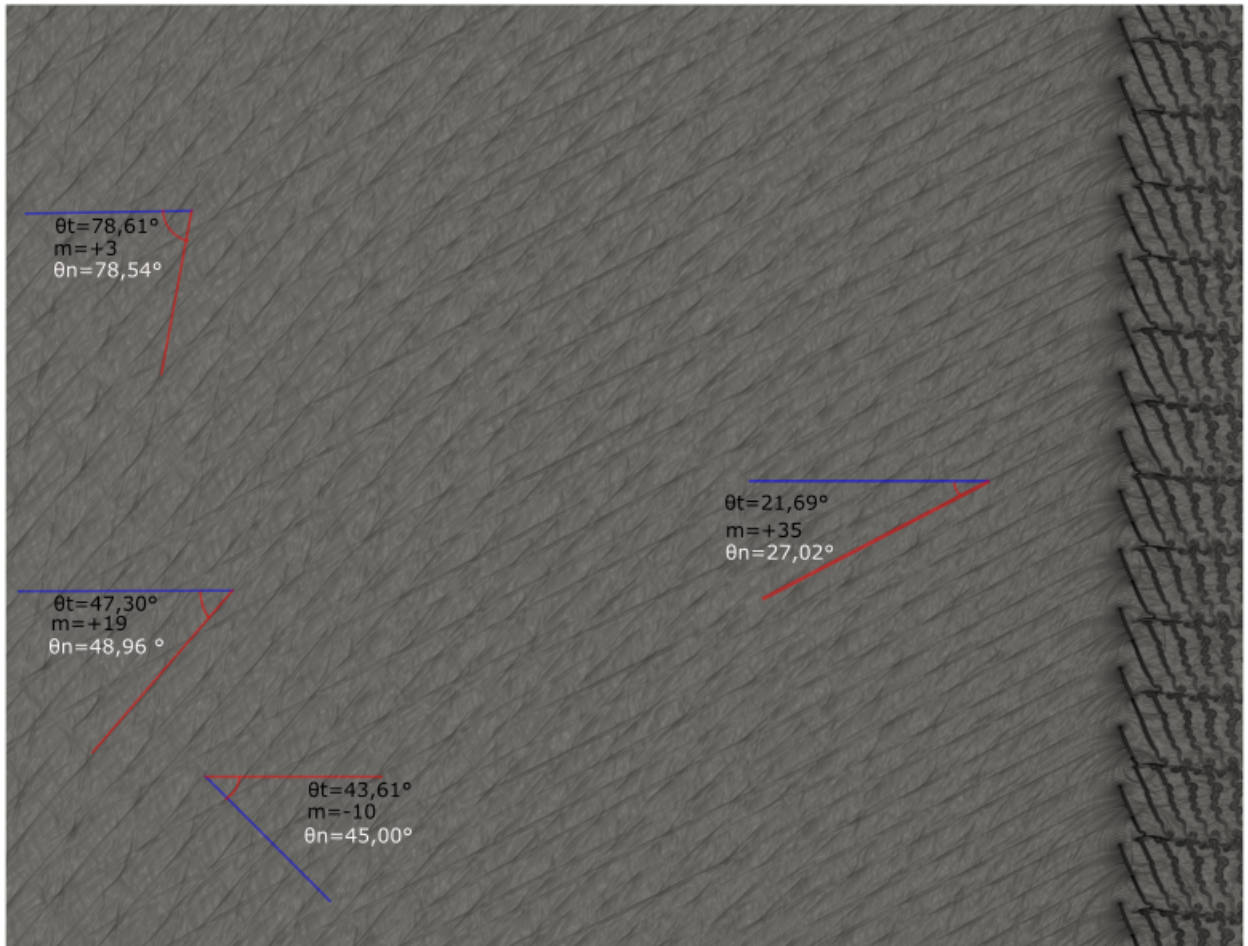 θt=78,61°
m=+3
θn=78,54°
θt=21,69°
m=+35
θn=27,02°
θt=47,30°
m=+19
θn=48,96 °
θt=43,61°
m=-10
θn=45,00°